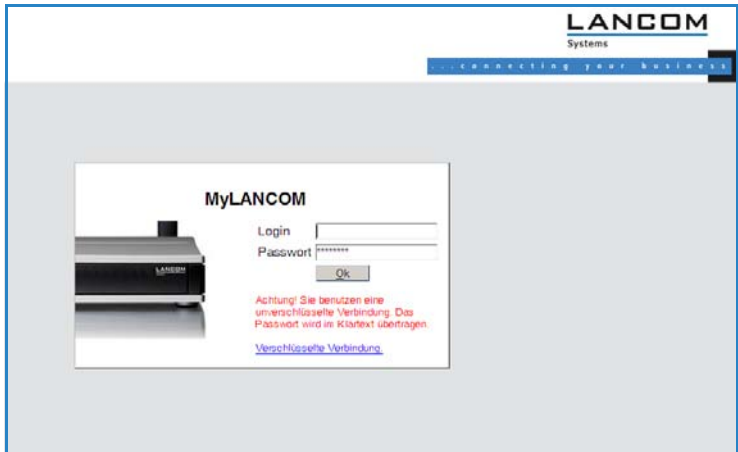 LANCOM
Systems
...connecting your business
MyLANCOM
Login
Passwort ********
Ok
LANCOM
Achtung! Sie benutzen eine
unverschlüsselte Verbindung. Das
Passwort wird im Klartext übertragen.
Verschlüsselte Verbindung.